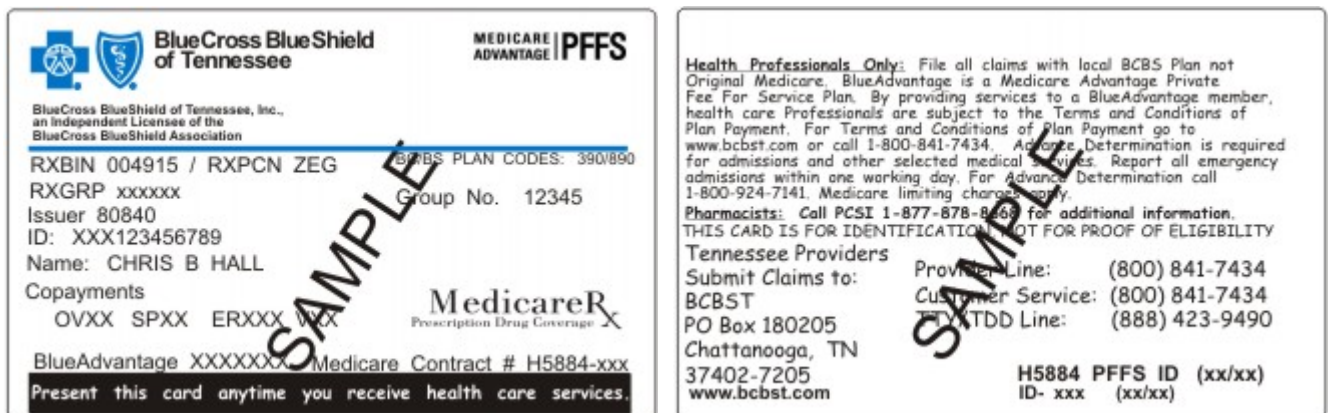 BlueCross BlueShield
of Tennessee
MEDICARE
ADVANTAGE
PFFS
BlueCross BlueShield of Tennessee, Inc.,
an Independent Licensee of the
BlueCross BlueShield Association
RXBIN 004915 / RXPCN ZEG
RXGRP xxxxxx
Issuer 80840
ID: XXX123456789
Name: CHRIS B HALL
Copayments
OVXX SPXX ERXXX
BC/BS PLAN CODES: 390/890
Group No. 12345
MedicareRx
Prescription Drug Coverage
BlueAdvantage XXXXXXX Medicare Contract # H5884-xxx
Present this card anytime you receive health care services.
SAMPLE
Health Professionals Only: File all claims with local BCBS Plan not
Original Medicare. BlueAdvantage is a Medicare Advantage Private
Fee For Service Plan. By providing services to a BlueAdvantage member,
health care Professionals are subject to the Terms and Conditions of
Plan Payment. For Terms and Conditions of Plan Payment go to
www.bcbst.com or call 1-800-841-7434. Advance Determination is required
for admissions and other selected medical services. Report all emergency
admissions within one working day. For Advance Determination call
1-800-924-7141. Medicare limiting charges apply.
Pharmacists: Call PCSI for additional information.
THIS CARD IS FOR IDENTIFICATION NOT FOR PROOF OF ELIGIBILITY
Tennessee Providers
Submit Claims to:
BCBST
PO Box 180205
Chattanooga, TN
37402-7205
www.bcbst.com
Provider Line: (800) 841-7434
Customer Service: (800) 841-7434
TTY/TDD Line: (888) 423-9490
H5884 PFFS ID (xx/xx)
ID- xxx (xx/xx)
SAMPLE